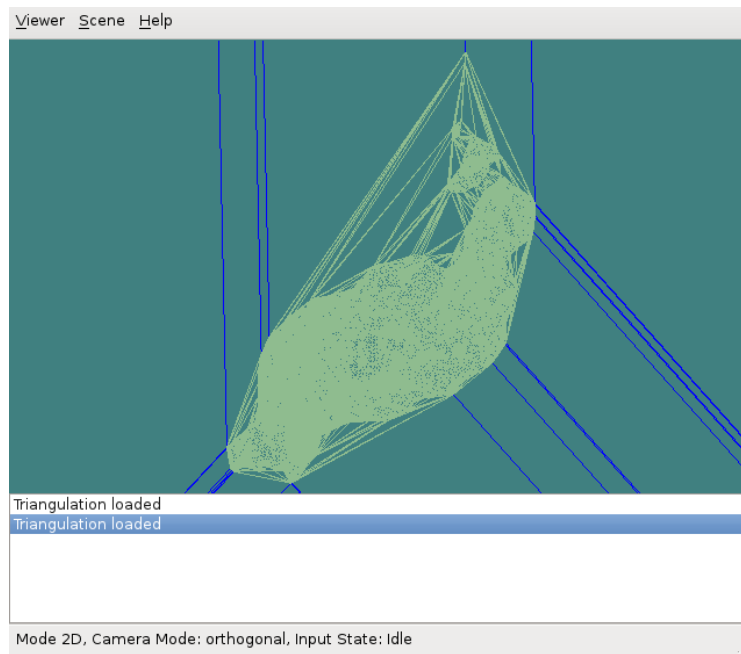 Viewer Scene Help
Triangulation loaded
Triangulation loaded
Mode 2D, Camera Mode: orthogonal, Input State: Idle